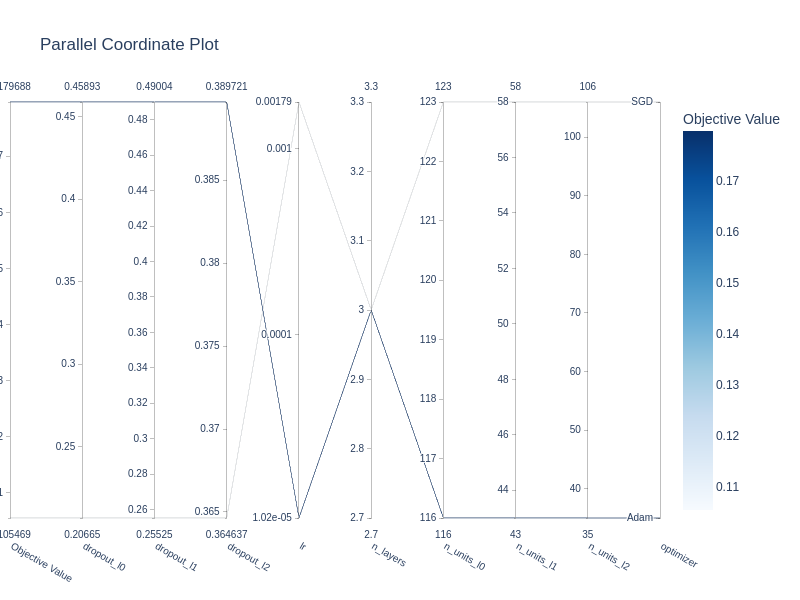 Parallel Coordinate Plot
179688 0.45893 0.49004 0.389721 3.3 123 58 106
0.00179 3.3 123 58 SGD
0.45 0.48 100
0.46 0.001 122 56
7 0.44 0.385 3.2 90
0.4 0.42 121 54
6 0.4 0.38 3.1 80
5 0.35 0.38 120 52
4 0.36 0.0001 3 50 70
0.3 0.34 0.375 119
3 0.32 2.9 48 60
0.3 0.37 118
2 0.25 0.28 2.8 46 50
117
1 0.26 0.365 44 40
1.02e-05 2.7 116 Adam
105469 0.20665 0.25525 0.364637 2.7 116 43 35
Objective Value dropout_l0 dropout_l1 dropout_l2 lr n_layers n_units_l0 n_units_l1 n_units_l2 optimizer
Objective Value
0.17
0.16
0.15
0.14
0.13
0.12
0.11